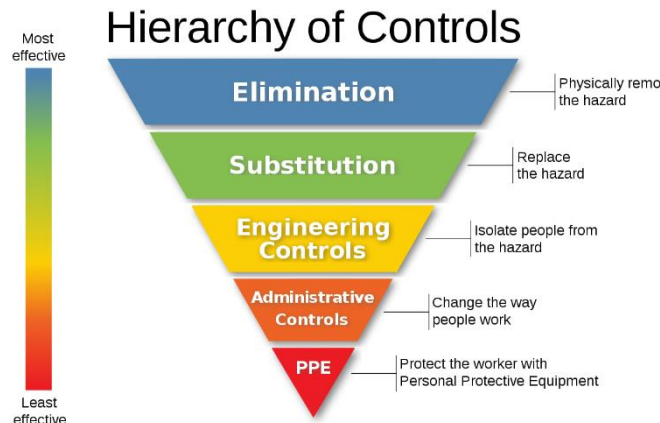 Hierarchy of Controls
Most
effective
Elimination
Physically remo
the hazard
Substitution
Replace
the hazard
Engineering
Controls
Isolate people from
the hazard
Administrative
Controls
Change the way
people work
PPE
Protect the worker with
Personal Protective Equipment
Least
effective